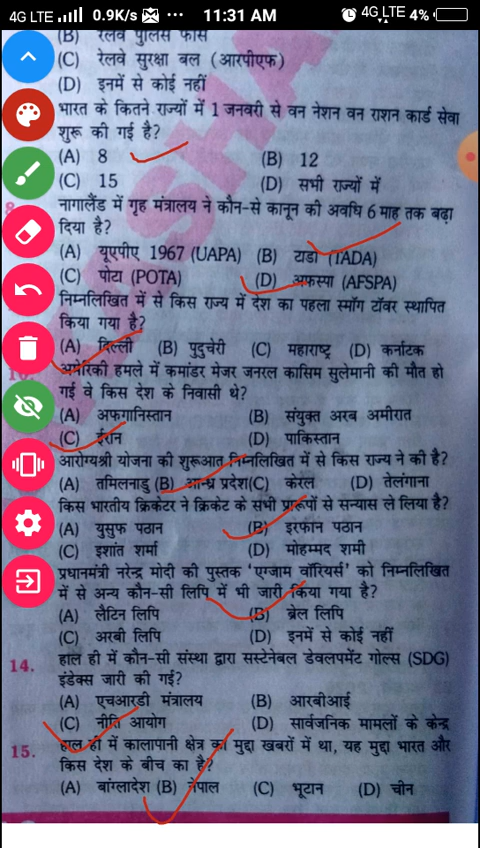 4G LTE 0.9K/s ... 11:31 AM 4G LTE 4%
(B) रेलवे पुलिस फोर्स
(C) रेलवे सुरक्षा बल (आरपीएफ)
(D) इनमें से कोई नहीं
भारत के कितने राज्यों में 1 जनवरी से वन नेशन वन राशन कार्ड सेवा
शुरू की गई है?
(A) 8 (B) 12
(C) 15 (D) सभी राज्यों में
नागालैंड में गृह मंत्रालय ने कौन-से कानून की अवधि 6 माह तक बढ़ा
दिया है?
(A) यूएपीए 1967 (UAPA) (B) टाडा (TADA)
(C) पोटा (POTA) (D) अफस्पा (AFSPA)
निम्नलिखित में से किस राज्य में देश का पहला स्मॉग टॉवर स्थापित
किया गया है?
(A) दिल्ली (B) पुदुचेरी (C) महाराष्ट्र (D) कर्नाटक
अमेरिकी हमले में कमांडर मेजर जनरल कासिम सुलेमानी की मौत हो
गई वे किस देश के निवासी थे?
(A) अफगानिस्तान (B) संयुक्त अरब अमीरात
(C) ईरान (D) पाकिस्तान
आरोग्यश्री योजना की शुरूआत निम्नलिखित में से किस राज्य ने की है?
(A) तमिलनाडु (B) आन्ध्र प्रदेश(C) केरल (D) तेलंगाना
किस भारतीय क्रिकेटर ने क्रिकेट के सभी प्रारूपों से सन्यास ले लिया है?
(A) युसुफ पठान (B) इरफान पठान
(C) इशांत शर्मा (D) मोहम्मद शमी
प्रधानमंत्री नरेन्द्र मोदी की पुस्तक ‘एग्जाम वॉरियर्स’ को निम्नलिखित
में से अन्य कौन-सी लिपि में भी जारी किया गया है?
(A) लैटिन लिपि (B) ब्रेल लिपि
(C) अरबी लिपि (D) इनमें से कोई नहीं
14. हाल ही में कौन-सी संस्था द्वारा सस्टेनेबल डेवलपमेंट गोल्स (SDG)
इंडेक्स जारी की गई?
(A) एचआरडी मंत्रालय (B) आरबीआई
(C) नीति आयोग (D) सार्वजनिक मामलों के केन्द्र
15. हाल ही में कालापानी क्षेत्र का मुद्दा खबरों में था, यह मुद्दा भारत और
किस देश के बीच का है?
(A) बांग्लादेश (B) नेपाल (C) भूटान (D) चीन